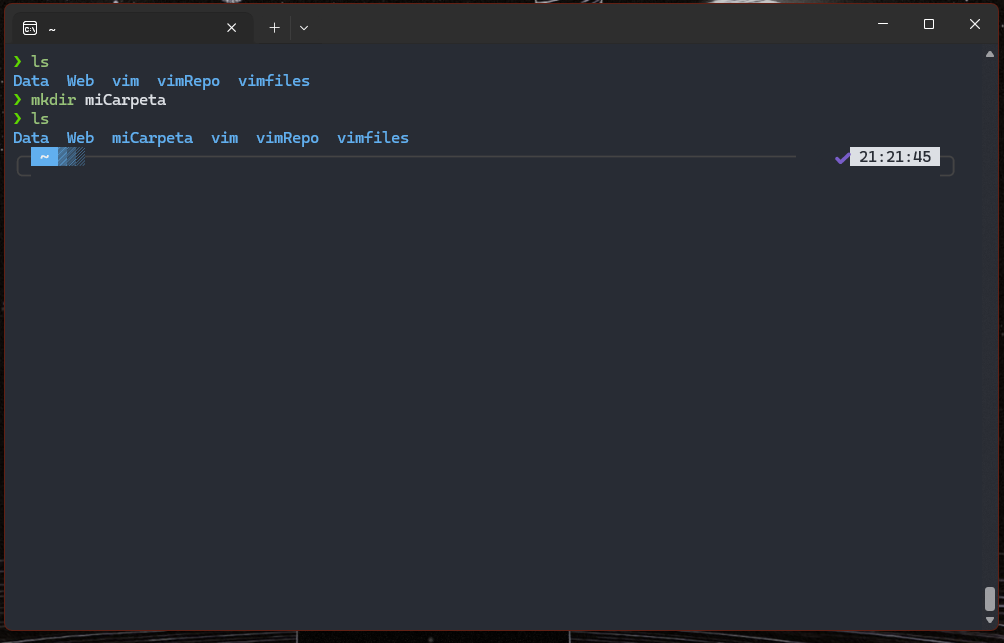 ~
❯ ls
Data Web vim vimRepo vimfiles
❯ mkdir miCarpeta
❯ ls
Data Web miCarpeta vim vimRepo vimfiles
~ ✔ 21:21:45